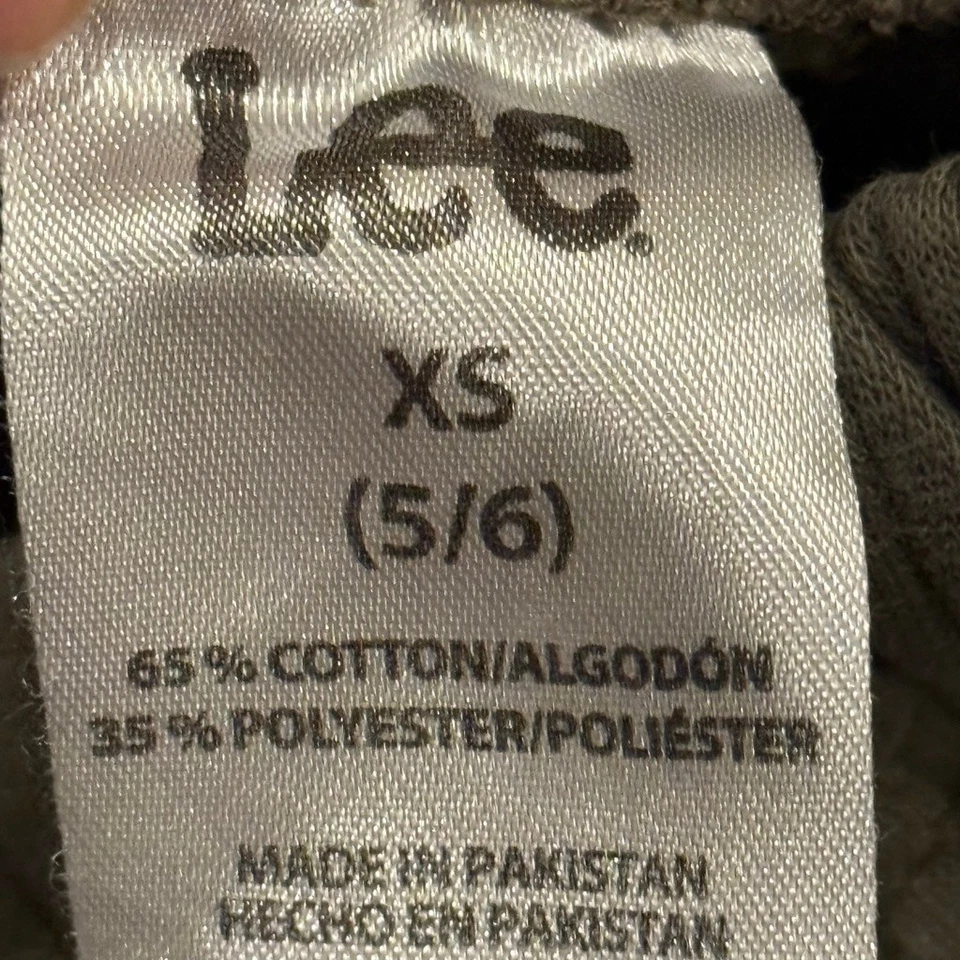 Lee®
XS
(5/6)
65 % COTTON/ALGODÓN
35 % POLYESTER/POLIÉSTER
MADE IN PAKISTAN
HECHO EN PAKISTAN